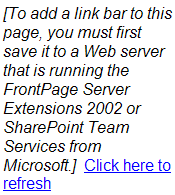 [To add a link bar to this
page, you must first
save it to a Web server
that is running the
FrontPage Server
Extensions 2002 or
SharePoint Team
Services from
Microsoft.]  Click here to
refresh